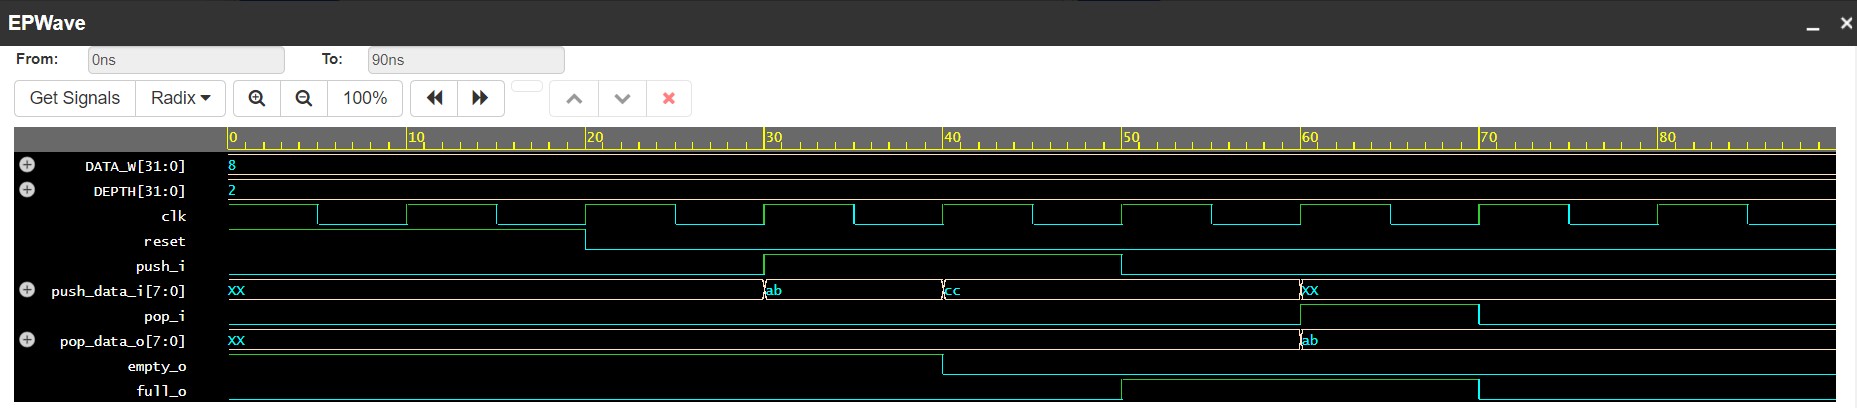 EPWave
From: 0ns To: 90ns
Get Signals Radix 100%
0 10 20 30 40 50 60 70 80
DATA_W[31:0] 8
DEPTH[31:0] 2
clk
reset
push_i
push_data_i[7:0] XX ab cc XX
pop_i
pop_data_o[7:0] XX ab
empty_o
full_o